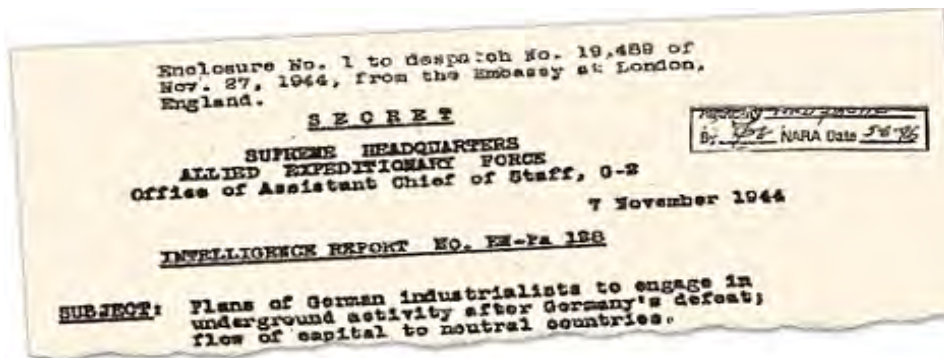 Enclosure No. 1 to despatch No. 19,489 of
Nov. 27, 1944, from the Embassy at London,
England.
SECRET
SUPREME HEADQUARTERS
ALLIED EXPEDITIONARY FORCE
Office of Assistant Chief of Staff, G-2
By NARA Date
7 November 1944
INTELLIGENCE REPORT NO. EW-Pa 128
SUBJECT: Plans of German industrialists to engage in
underground activity after Germany's defeat;
flow of capital to neutral countries.